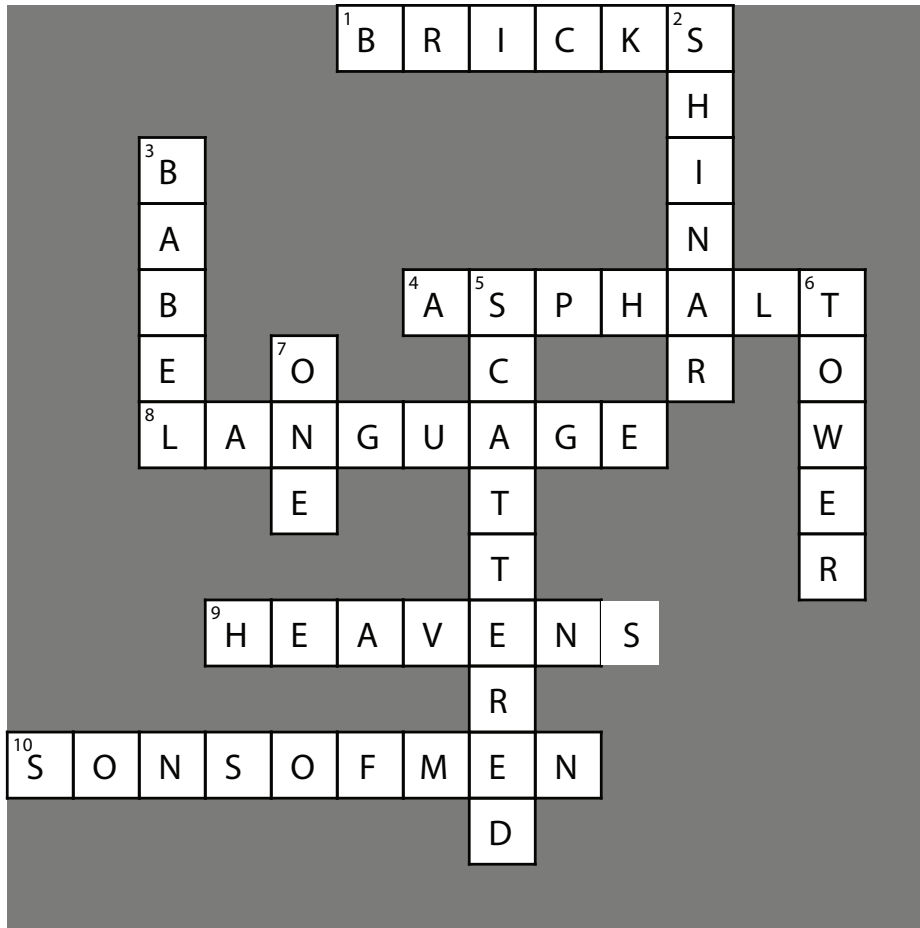 1 B R I C K 2 S
H
3 B I
A N
B 4 A 5 S P H A L 6 T
E 7 O C R O
8 L A N G U A G E W
E T E
T R
9 H E A V E N S
R
10 S O N S O F M E N
D